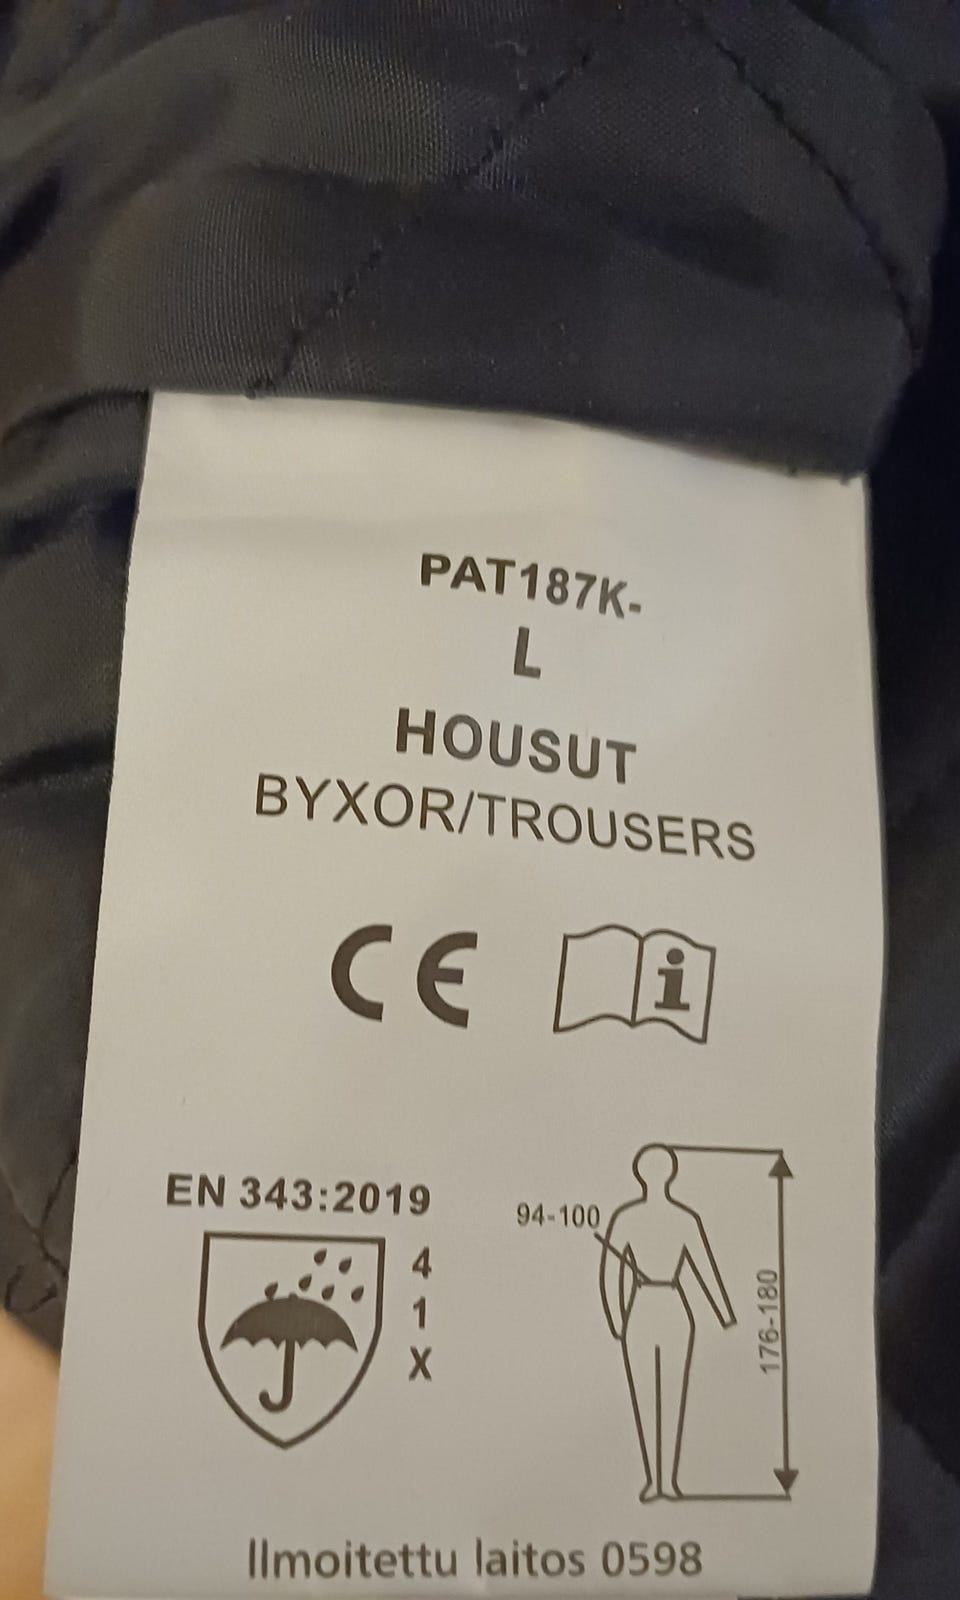 PAT187K-
L
HOUSUT
BYXOR/TROUSERS
CE i
EN 343:2019
4
1
X
94-100
176-180
Ilmoitettu laitos 0598